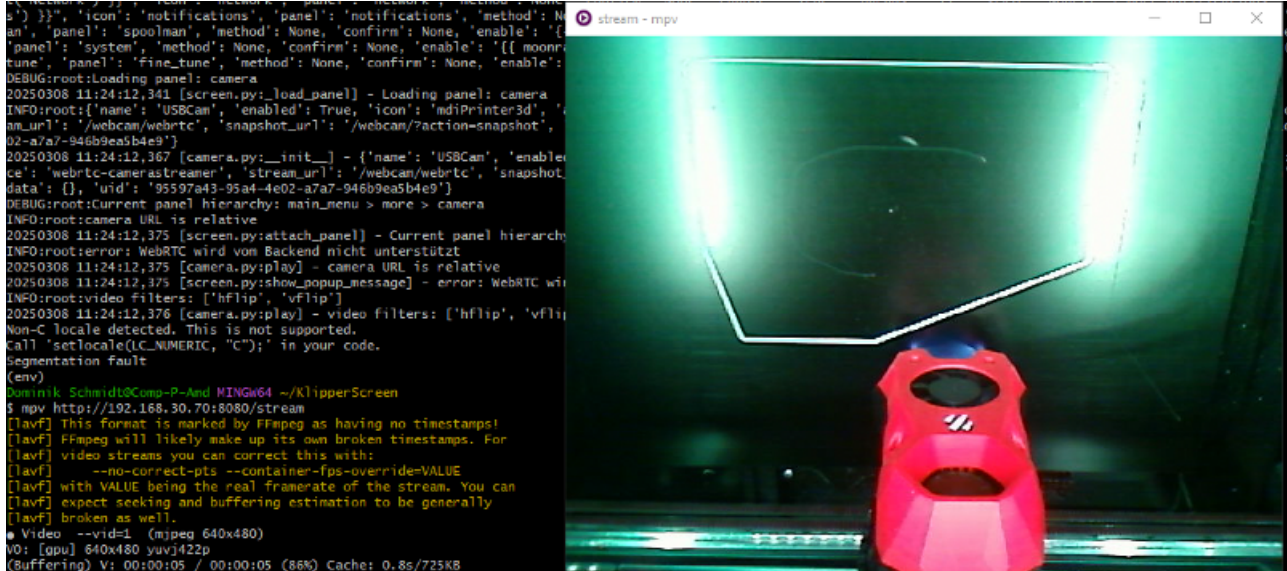 s') }}", 'icon': 'notifications', 'panel': 'notifications', 'method': No
an', 'panel': 'spoolman', 'method': None, 'confirm': None, 'enable': '{
'panel': 'system', 'method': None, 'confirm': None, 'enable': '{{ moonra
tune', 'panel': 'fine_tune', 'method': None, 'confirm': None, 'enable':
DEBUG:root:Loading panel: camera
20250308 11:24:12,341 [screen.py:_load_panel] - Loading panel: camera
INFO:root:{'name': 'USBCam', 'enabled': True, 'icon': 'mdiPrinter3d', '
am_url': '/webcam/webrtc', 'snapshot_url': '/webcam/?action=snapshot',
02-a7a7-946b9ea5b4e9'}
20250308 11:24:12,367 [camera.py:__init__] - {'name': 'USBCam', 'enable
ce': 'webrtc-camerastreamer', 'stream_url': '/webcam/webrtc', 'snapshot_
data': {}, 'uid': '95597a43-95a4-4e02-a7a7-946b9ea5b4e9'}
DEBUG:root:Current panel hierarchy: main_menu > more > camera
INFO:root:camera URL is relative
20250308 11:24:12,375 [screen.py:attach_panel] - Current panel hierarch
INFO:root:error: WebRTC wird vom Backend nicht unterstützt
20250308 11:24:12,375 [camera.py:play] - camera URL is relative
20250308 11:24:12,375 [screen.py:show_popup_message] - error: WebRTC wi
INFO:root:video filters: ['hflip', 'vflip']
20250308 11:24:12,376 [camera.py:play] - video filters: ['hflip', 'vfli
Non-C locale detected. This is not supported.
Call 'setlocale(LC_NUMERIC, "C");' in your code.
Segmentation fault
(env)
Dominik Schmidt@Comp-P-Amd MINGW64 ~/KlipperScreen
$ mpv http://192.168.30.70:8080/stream
[lavf] This format is marked by FFmpeg as having no timestamps!
[lavf] FFmpeg will likely make up its own broken timestamps. For
[lavf] video streams you can correct this with:
[lavf]     --no-correct-pts --container-fps-override=VALUE
[lavf] with VALUE being the real framerate of the stream. You can
[lavf] expect seeking and buffering estimation to be generally
[lavf] broken as well.
● Video  --vid=1  (mjpeg 640x480)
VO: [gpu] 640x480 yuvj422p
(Buffering) V: 00:00:05 / 00:00:05 (86%) Cache: 0.8s/725KB
stream - mpv